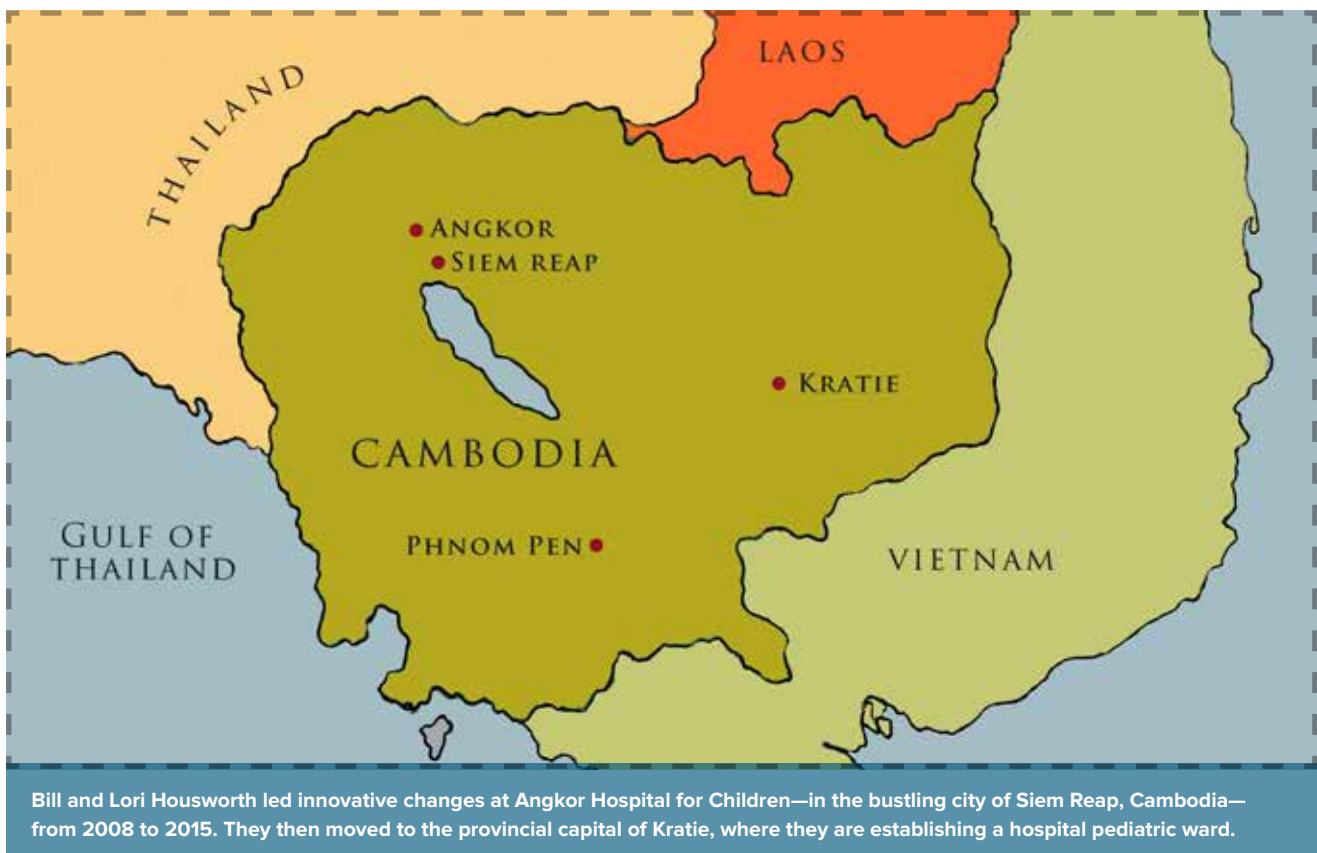 LAOS
THAILAND
ANGKOR
SIEM REAP
KRATIE
CAMBODIA
GULF OF
THAILAND
PHNOM PEN
VIETNAM
Bill and Lori Housworth led innovative changes at Angkor Hospital for Children—in the bustling city of Siem Reap, Cambodia—
from 2008 to 2015. They then moved to the provincial capital of Kratie, where they are establishing a hospital pediatric ward.